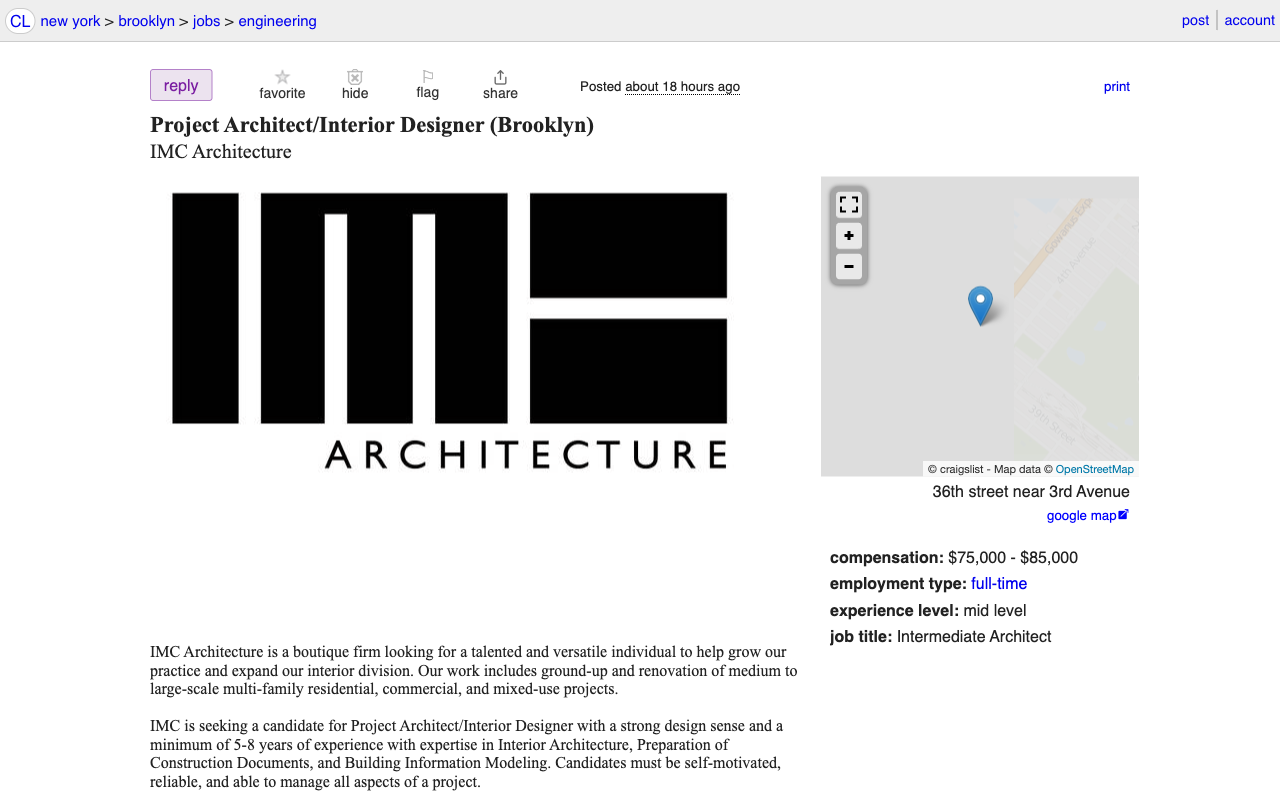 CL new york > brooklyn > jobs > engineering post account
reply favorite hide flag share Posted about 18 hours ago print
Project Architect/Interior Designer (Brooklyn)
IMC Architecture
IMC
ARCHITECTURE
+
−
Gowanus Exp
4th Avenue
39th Street
© craigslist - Map data © OpenStreetMap
36th street near 3rd Avenue
google map
compensation: $75,000 - $85,000
employment type: full-time
experience level: mid level
job title: Intermediate Architect
IMC Architecture is a boutique firm looking for a talented and versatile individual to help grow our
practice and expand our interior division. Our work includes ground-up and renovation of medium to
large-scale multi-family residential, commercial, and mixed-use projects.
IMC is seeking a candidate for Project Architect/Interior Designer with a strong design sense and a
minimum of 5-8 years of experience with expertise in Interior Architecture, Preparation of
Construction Documents, and Building Information Modeling. Candidates must be self-motivated,
reliable, and able to manage all aspects of a project.